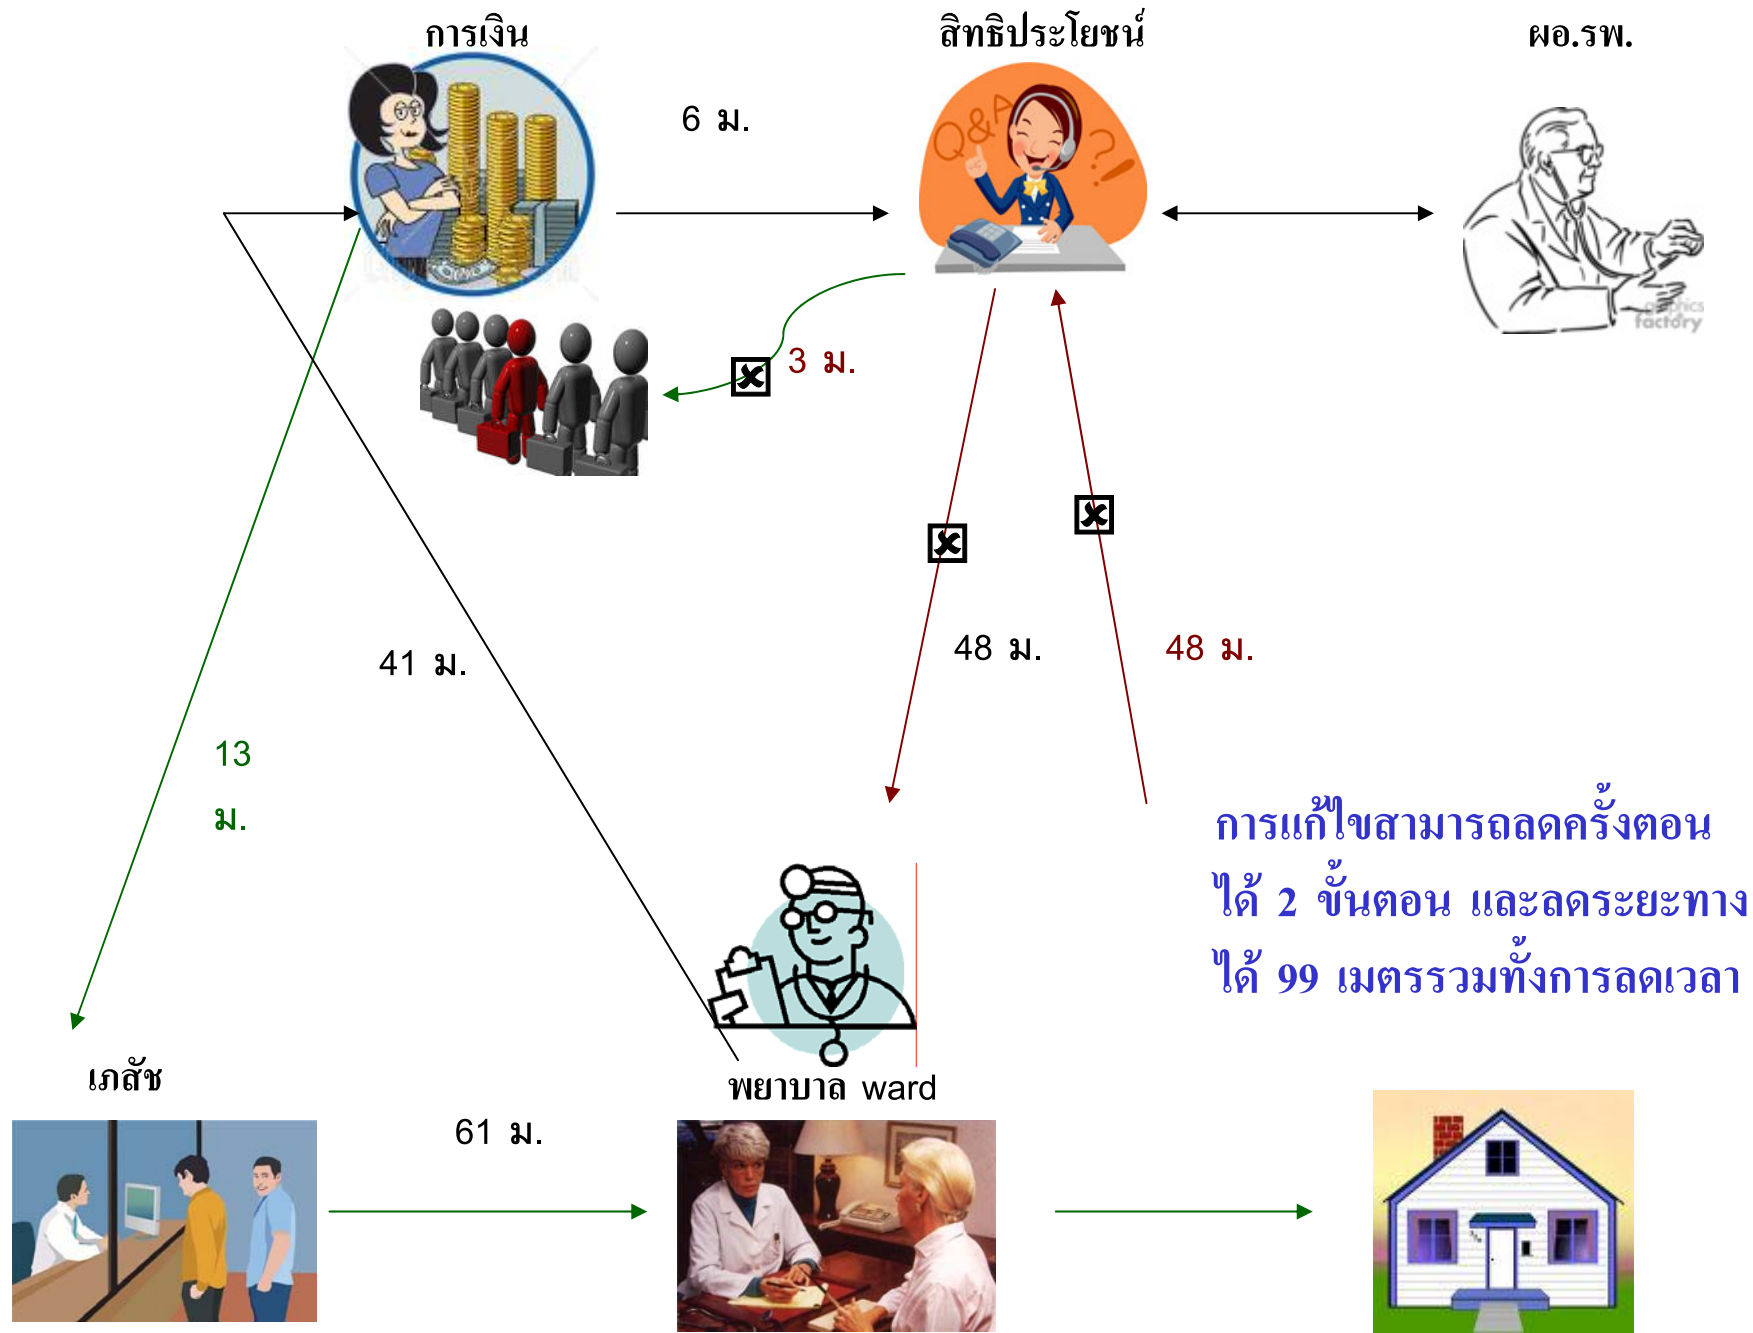 การเงิน
สิทธิประโยชน์
ผอ.รพ.
6 ม.
Q&A
?!
graphics
factory
3 ม.
48 ม.
48 ม.
41 ม.
13
ม.
การแก้ไขสามารถลดครั้งตอน
ได้ 2 ขั้นตอน และลดระยะทาง
ได้ 99 เมตรรวมทั้งการลดเวลา
เภสัช
พยาบาล ward
61 ม.